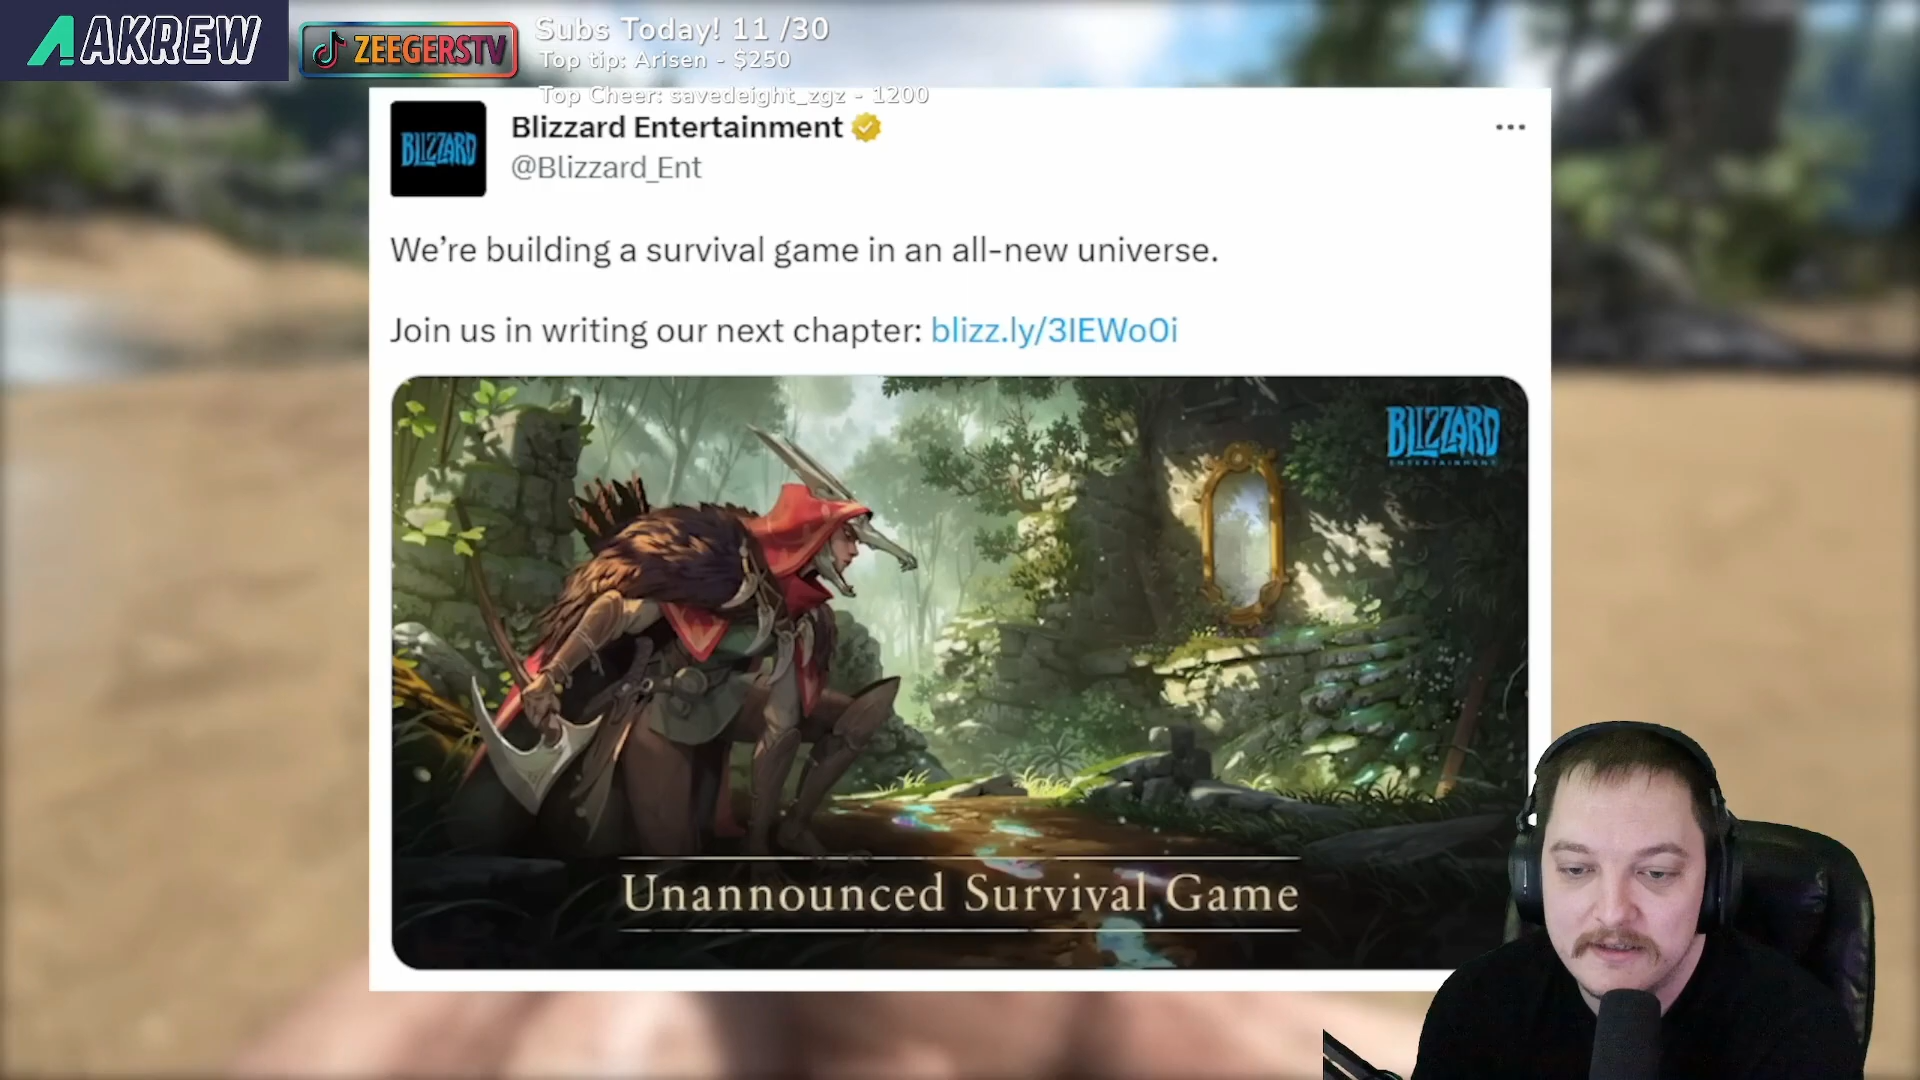 AKREW
ZEEGERSTV
Subs Today! 11 /30
Top tip: Arisen - $250
Top Cheer: savedeight_zgz - 1200
BLIZZARD
Blizzard Entertainment
@Blizzard_Ent
We’re building a survival game in an all-new universe.
Join us in writing our next chapter: blizz.ly/3IEWoOi
BLIZZARD
ENTERTAINMENT
Unannounced Survival Game